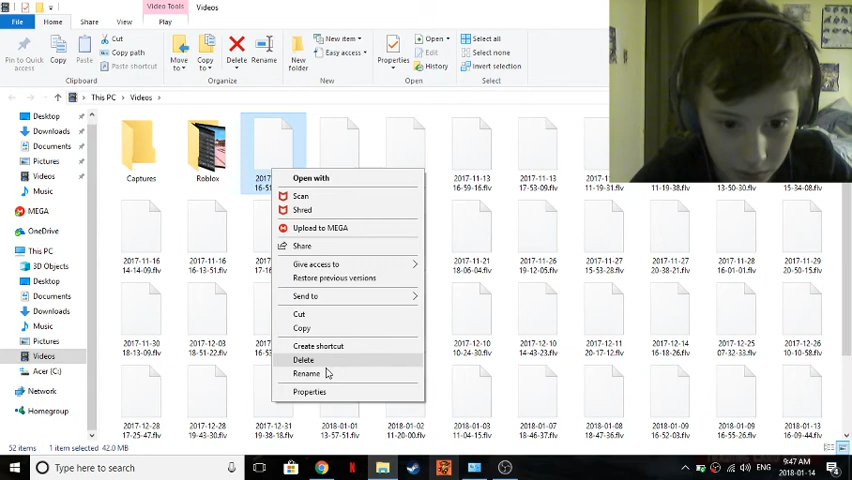 Video Tools
Videos
File
Home
Share
View
Play
Pin to Quick
access
Copy
Paste
Cut
Copy path
Paste shortcut
Clipboard
Move
to
Copy
to
Delete
Rename
Organize
New
folder
New item
Easy access
New
Properties
Open
Edit
History
Open
Select all
Select none
Invert selection
Select
This PC
Videos
Desktop
Downloads
Documents
Pictures
Videos
Music
MEGA
OneDrive
This PC
3D Objects
Desktop
Documents
Downloads
Music
Pictures
Videos
Acer (C:)
Network
Homegroup
Captures
Roblox
2017-11-13
16-59-16.flv
2017-11-13
17-53-09.flv
11-19-31.flv
11-19-38.flv
13-50-30.flv
15-34-08.flv
2017-11-16
14-14-09.flv
2017-11-16
16-13-51.flv
2017-11-21
18-06-04.flv
2017-11-26
19-12-05.flv
2017-11-27
15-53-28.flv
2017-11-27
20-38-21.flv
2017-11-28
16-01-01.flv
2017-11-29
20-50-15.flv
2017-11-30
16-41-09.flv
2017-12-03
18-51-22.flv
2017-12-10
10-24-30.flv
2017-12-10
14-43-23.flv
2017-12-11
20-17-12.flv
2017-12-14
16-18-26.flv
2017-12-25
07-32-33.flv
2017-12-26
10-10-58.flv
2017-12-28
17-25-47.flv
2017-12-28
19-43-30.flv
2017-12-31
19-38-18.flv
2018-01-01
13-57-51.flv
2018-01-02
11-20-00.flv
2018-01-03
11-04-15.flv
2018-01-07
18-46-37.flv
2018-01-08
18-47-36.flv
2018-01-09
16-52-03.flv
2018-01-09
16-55-26.flv
2018-01-13
16-09-44.flv
Open with
Scan
Shred
Upload to MEGA
Share
Give access to
Restore previous versions
Send to
Cut
Copy
Create shortcut
Delete
Rename
Properties
52 items
1 item selected 42.0 MB
Type here to search
ENG
9:47 AM
2018-01-14